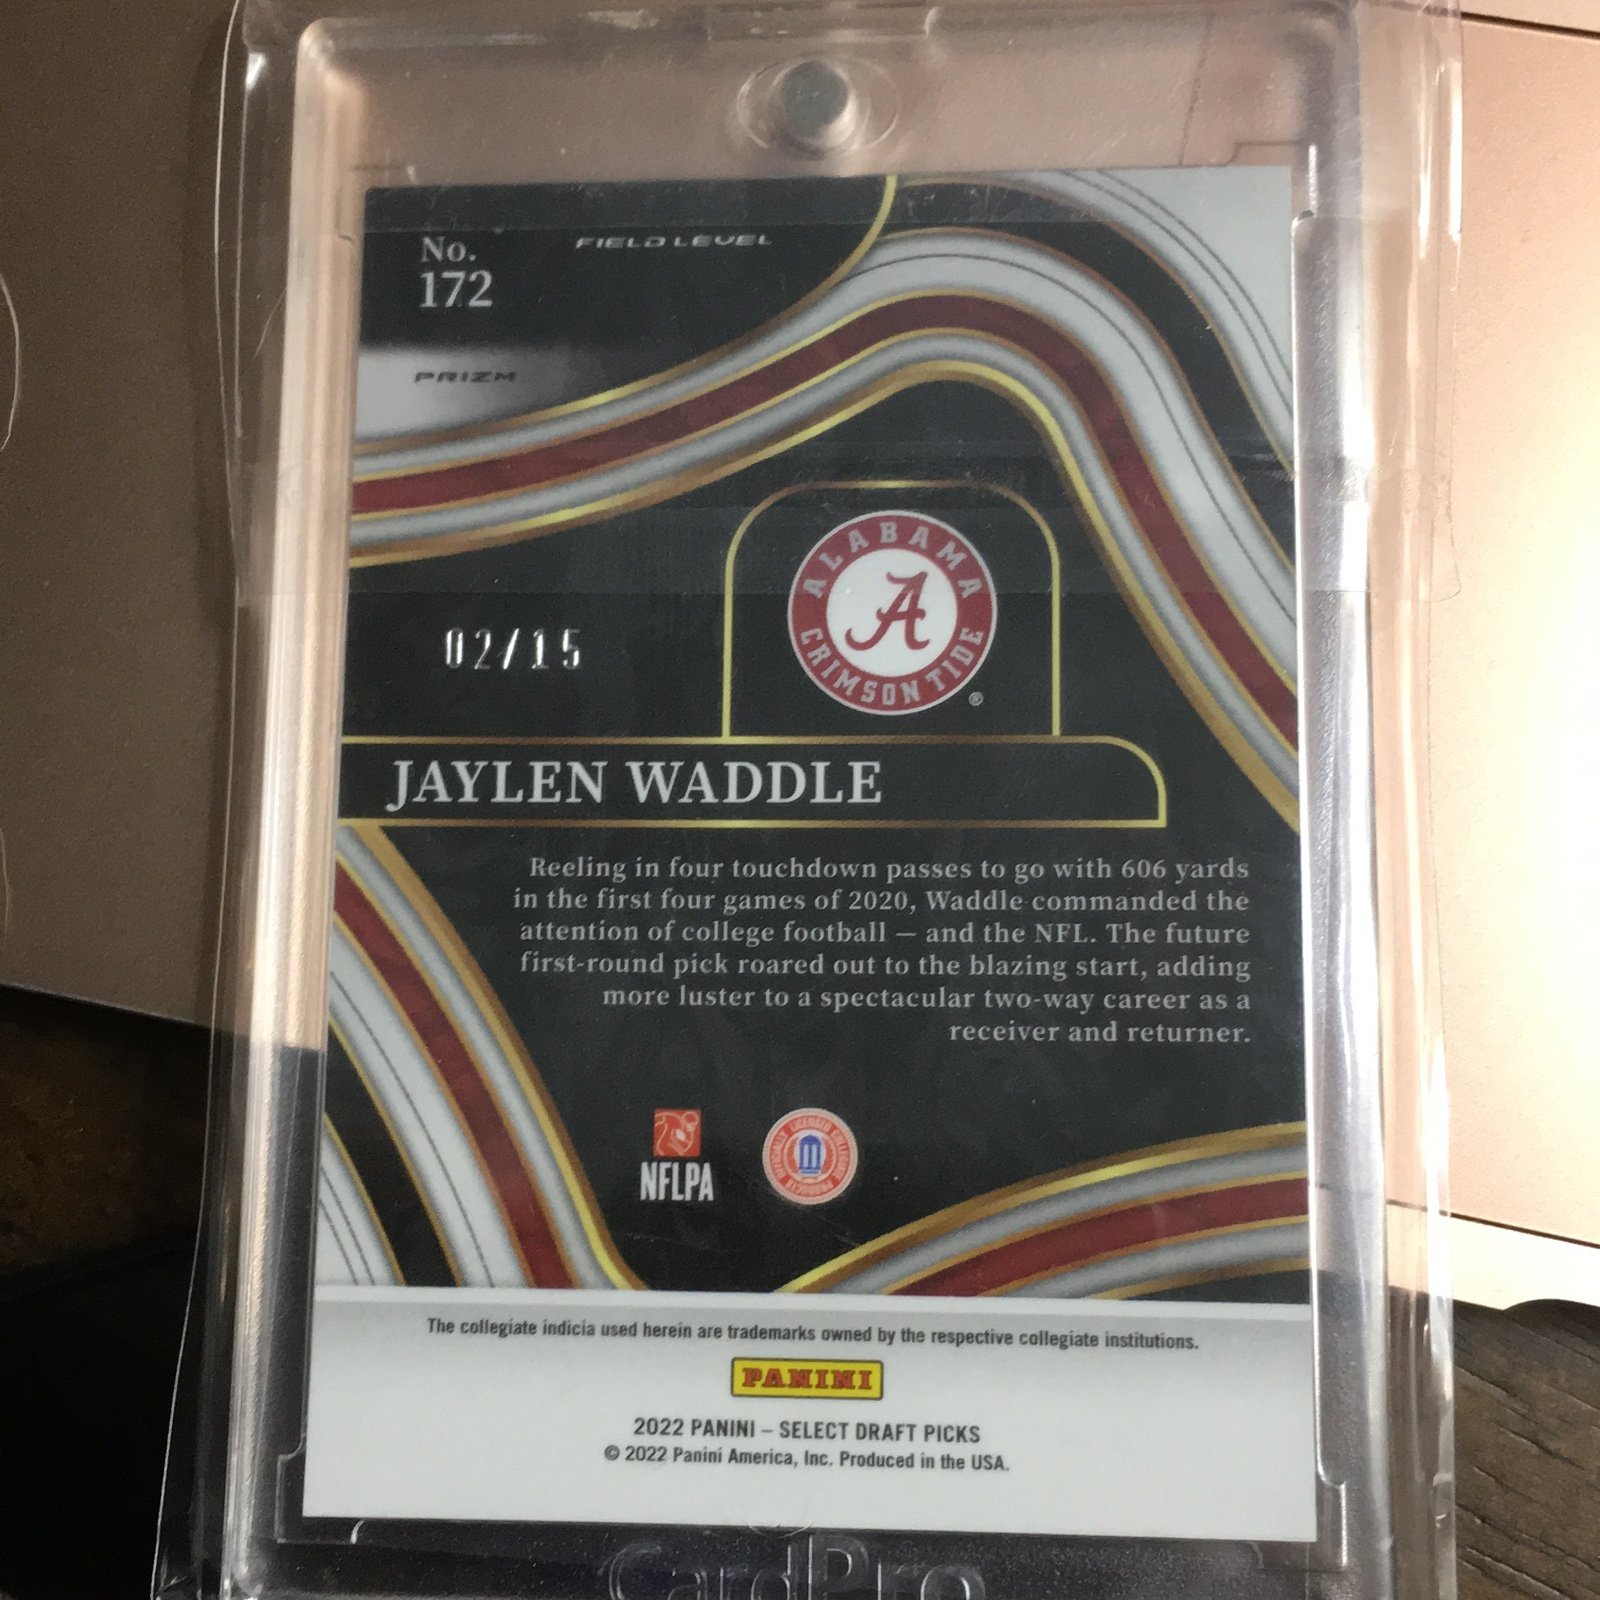 No.
172
FIELD LEVEL
PRIZM
ALABAMA
A
CRIMSON TIDE
®
02/15
JAYLEN WADDLE
Reeling in four touchdown passes to go with 606 yards
in the first four games of 2020, Waddle commanded the
attention of college football — and the NFL. The future
first-round pick roared out to the blazing start, adding
more luster to a spectacular two-way career as a
receiver and returner.
NFLPA
OFFICIALLY LICENSED COLLEGIATE PRODUCTS
The collegiate indicia used herein are trademarks owned by the respective collegiate institutions.
PANINI
2022 PANINI – SELECT DRAFT PICKS
© 2022 Panini America, Inc. Produced in the USA.
CardPro